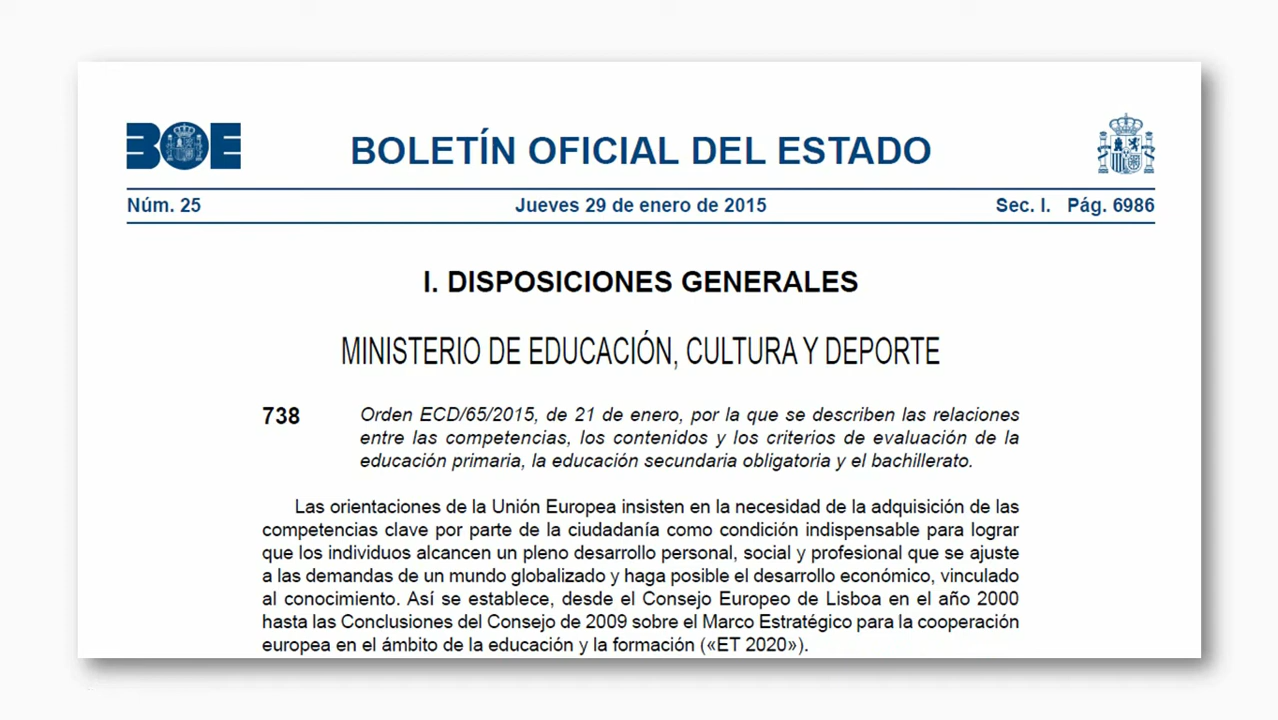 BOE
BOLETÍN OFICIAL DEL ESTADO
Núm. 25 Jueves 29 de enero de 2015 Sec. I. Pág. 6986
I. DISPOSICIONES GENERALES
MINISTERIO DE EDUCACIÓN, CULTURA Y DEPORTE
738 Orden ECD/65/2015, de 21 de enero, por la que se describen las relaciones
entre las competencias, los contenidos y los criterios de evaluación de la
educación primaria, la educación secundaria obligatoria y el bachillerato.
Las orientaciones de la Unión Europea insisten en la necesidad de la adquisición de las
competencias clave por parte de la ciudadanía como condición indispensable para lograr
que los individuos alcancen un pleno desarrollo personal, social y profesional que se ajuste
a las demandas de un mundo globalizado y haga posible el desarrollo económico, vinculado
al conocimiento. Así se establece, desde el Consejo Europeo de Lisboa en el año 2000
hasta las Conclusiones del Consejo de 2009 sobre el Marco Estratégico para la cooperación
europea en el ámbito de la educación y la formación («ET 2020»).